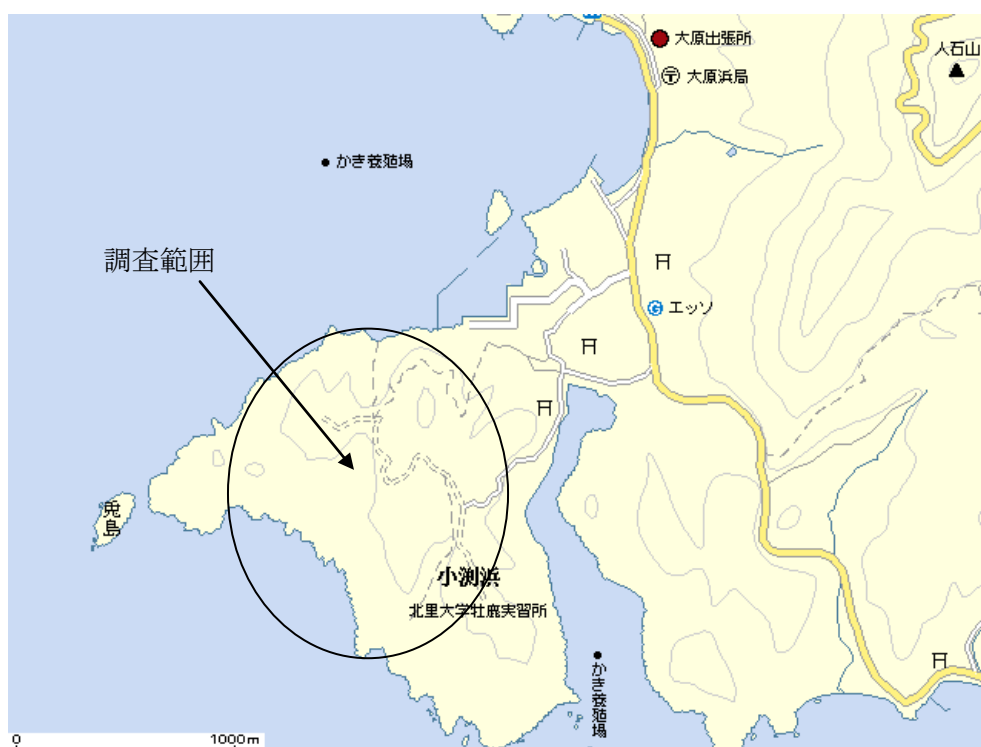 大原出張所
大原浜局
人石山
かき養殖場
調査範囲
エッソ
兎島
小渕浜
北里大学牡鹿実習所
かき養殖場
0 1000m